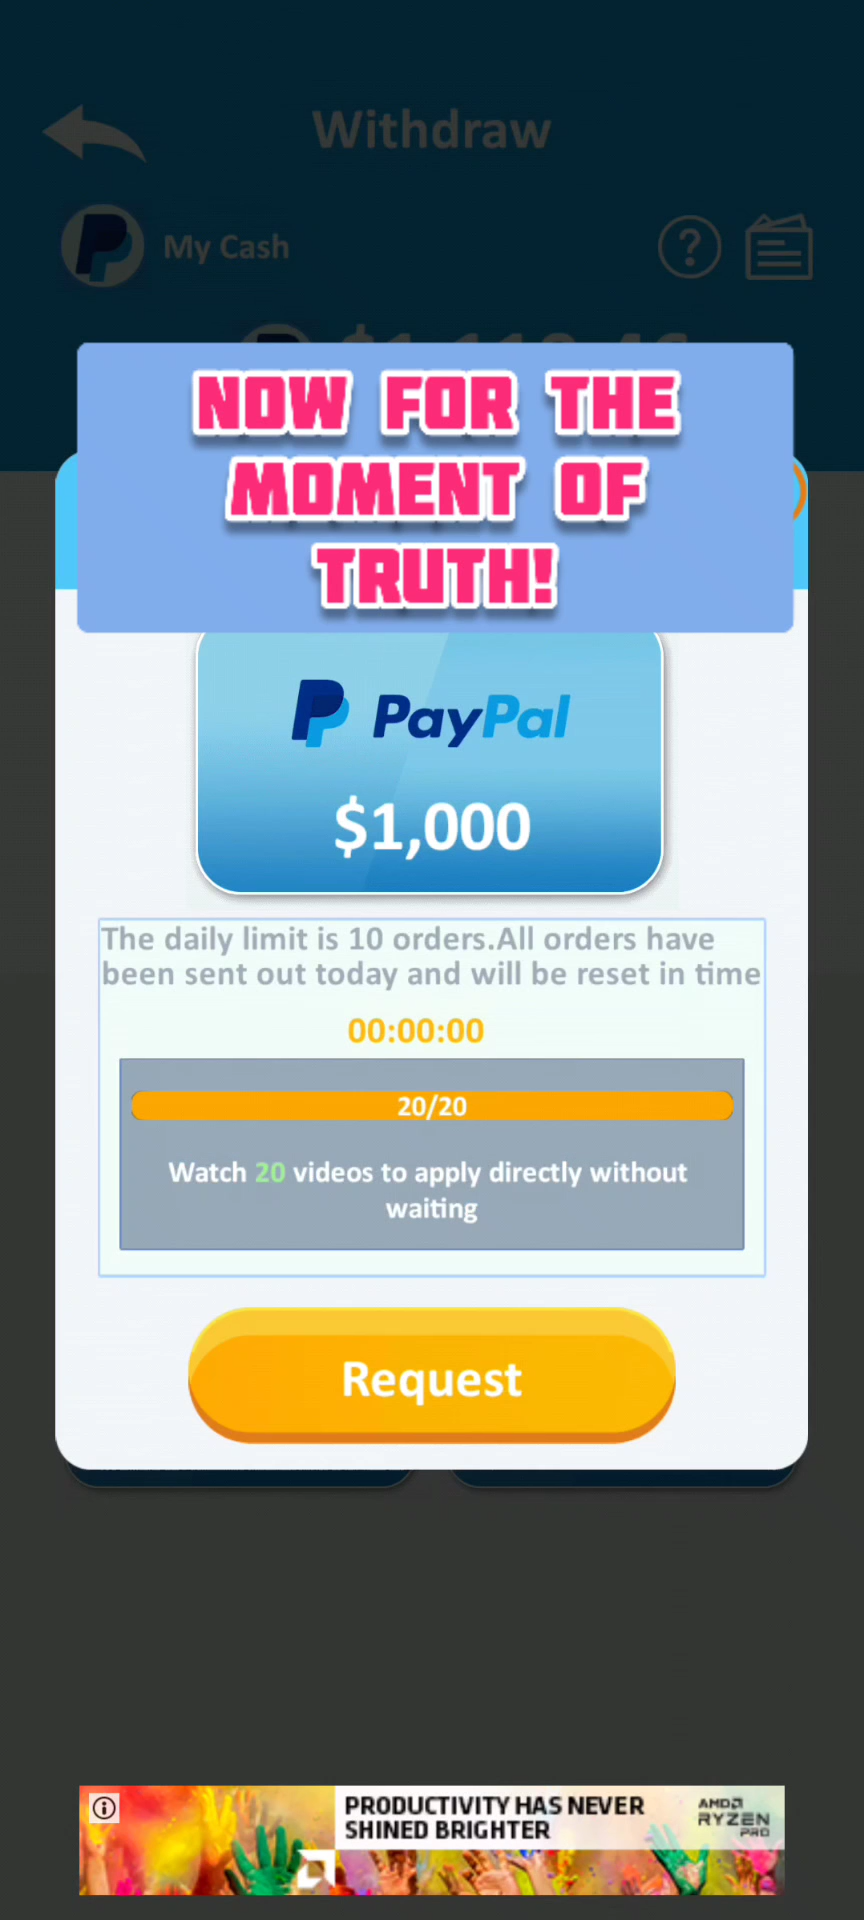 Withdraw
My Cash
?
NOW FOR THE
MOMENT OF
TRUTH!
PayPal
$1,000
The daily limit is 10 orders.All orders have
been sent out today and will be reset in time
00:00:00
20/20
Watch 20 videos to apply directly without
waiting
Request
PRODUCTIVITY HAS NEVER
SHINED BRIGHTER
AMD
RYZEN
PRO